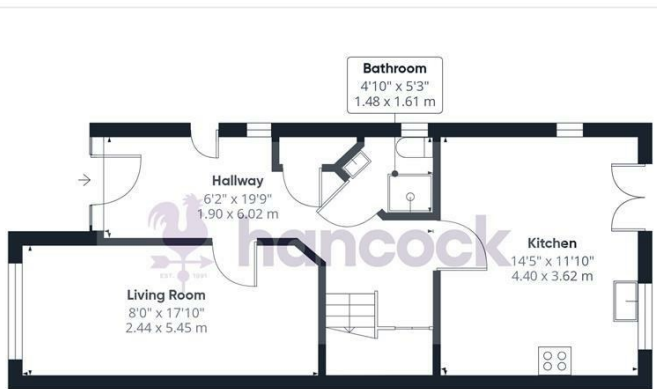 Bathroom
4'10" x 5'3"
1.48 x 1.61 m
Hallway
6'2" x 19'9"
1.90 x 6.02 m
hancock
EST. 1991
Kitchen
14'5" x 11'10"
4.40 x 3.62 m
Living Room
8'0" x 17'10"
2.44 x 5.45 m